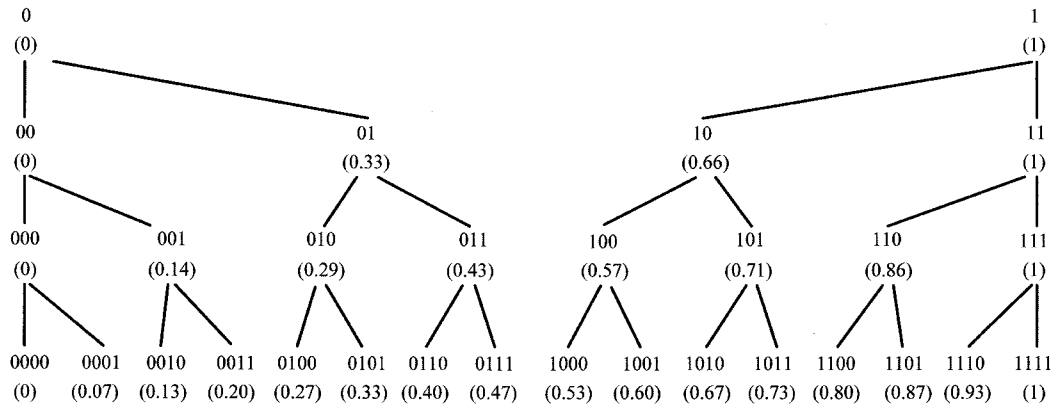 0 1
(0) (1)
00 01 10 11
(0) (0.33) (0.66) (1)
000 001 010 011 100 101 110 111
(0) (0.14) (0.29) (0.43) (0.57) (0.71) (0.86) (1)
0000 0001 0010 0011 0100 0101 0110 0111 1000 1001 1010 1011 1100 1101 1110 1111
(0) (0.07) (0.13) (0.20) (0.27) (0.33) (0.40) (0.47) (0.53) (0.60) (0.67) (0.73) (0.80) (0.87) (0.93) (1)